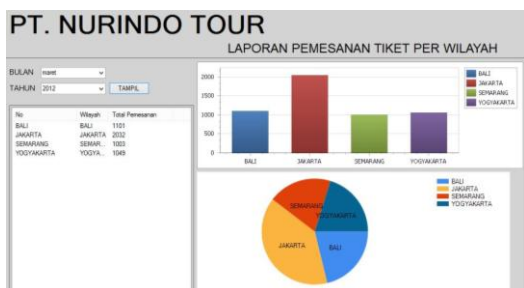 PT. NURINDO TOUR
LAPORAN PEMESANAN TIKET PER WILAYAH
BULAN maret
TAHUN 2012 TAMPIL
No Wilayah Total Pemesanan
BALI BALI 1101
JAKARTA JAKARTA 2032
SEMARANG SEMAR... 1003
YOGYAKARTA YOGYA... 1049
2000
1500
1000
500
0
BALI JAKARTA SEMARANG YOGYAKARTA
BALI
JAKARTA
SEMARANG
YOGYAKARTA
SEMARANG
YOGYAKARTA
JAKARTA
BALI
BALI
JAKARTA
SEMARANG
YOGYAKARTA